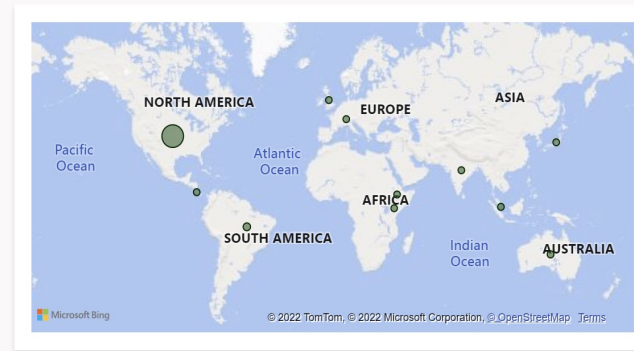 NORTH AMERICA
ASIA
EUROPE
Pacific
Ocean
Atlantic
Ocean
AFRICA
SOUTH AMERICA
Indian
Ocean
AUSTRALIA
Microsoft Bing
© 2022 TomTom, © 2022 Microsoft Corporation, © OpenStreetMap Terms